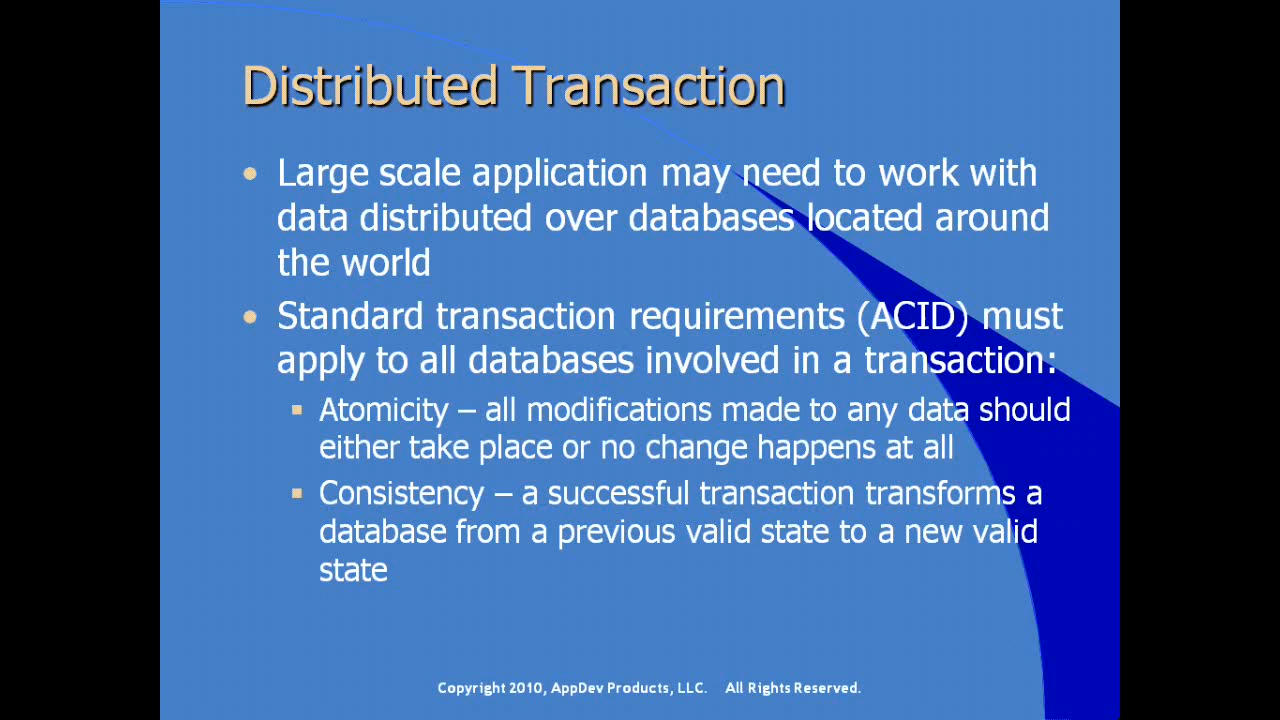 Distributed Transaction
• Large scale application may need to work with
data distributed over databases located around
the world
• Standard transaction requirements (ACID) must
apply to all databases involved in a transaction:
▪ Atomicity – all modifications made to any data should
either take place or no change happens at all
▪ Consistency – a successful transaction transforms a
database from a previous valid state to a new valid
state
Copyright 2010, AppDev Products, LLC. All Rights Reserved.